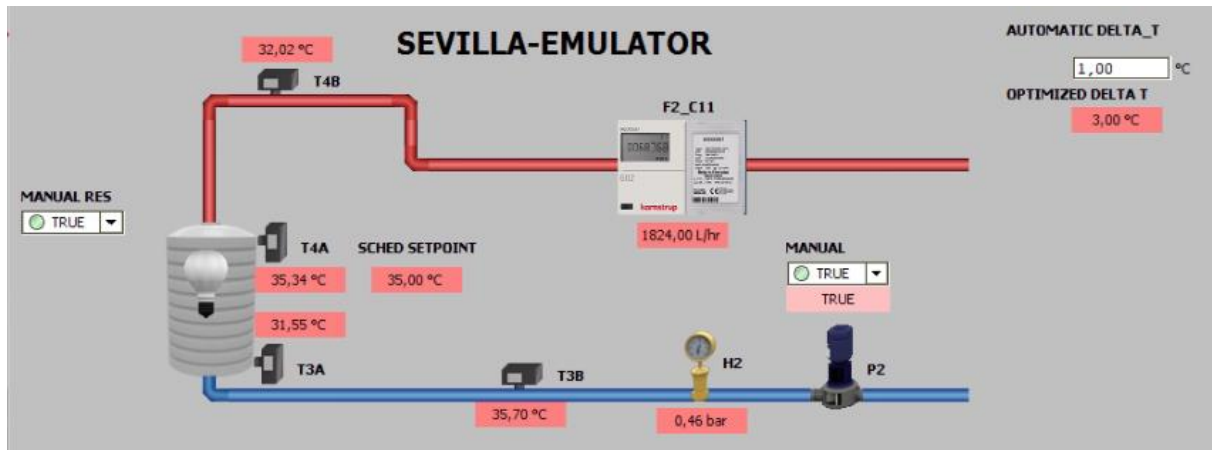 SEVILLA-EMULATOR
AUTOMATIC DELTA_T
1,00 °C
OPTIMIZED DELTA T
3,00 °C
32,02 °C
T4B
F2_C11
kamstrup
1824,00 L/hr
MANUAL RES
TRUE
T4A
SCHED SETPOINT
35,34 °C
35,00 °C
31,55 °C
T3A
MANUAL
TRUE
TRUE
T3B
35,70 °C
H2
0,46 bar
P2